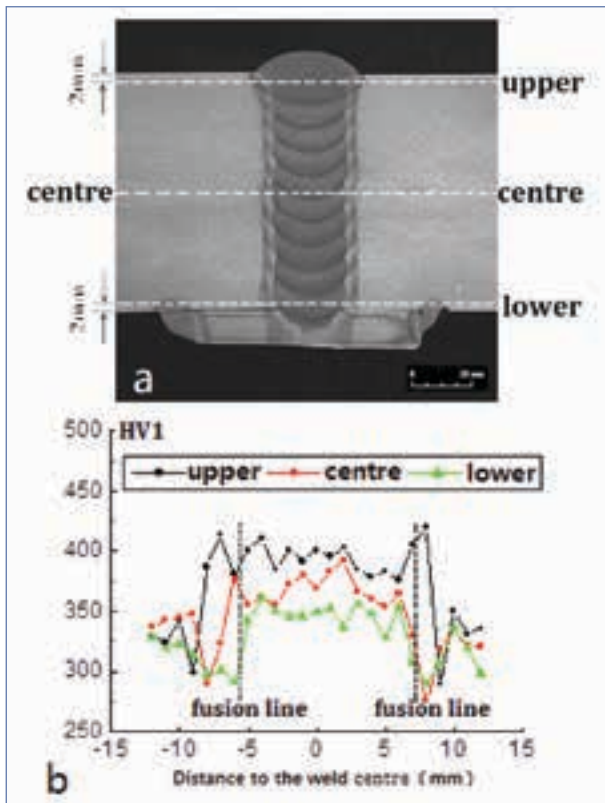 2mm
upper
centre
centre
2mm
lower
a
500
HV1
upper
centre
lower
450
400
350
300
250
fusion line
fusion line
-15
-10
-5
0
5
10
15
b
Distance to the weld centre (mm)